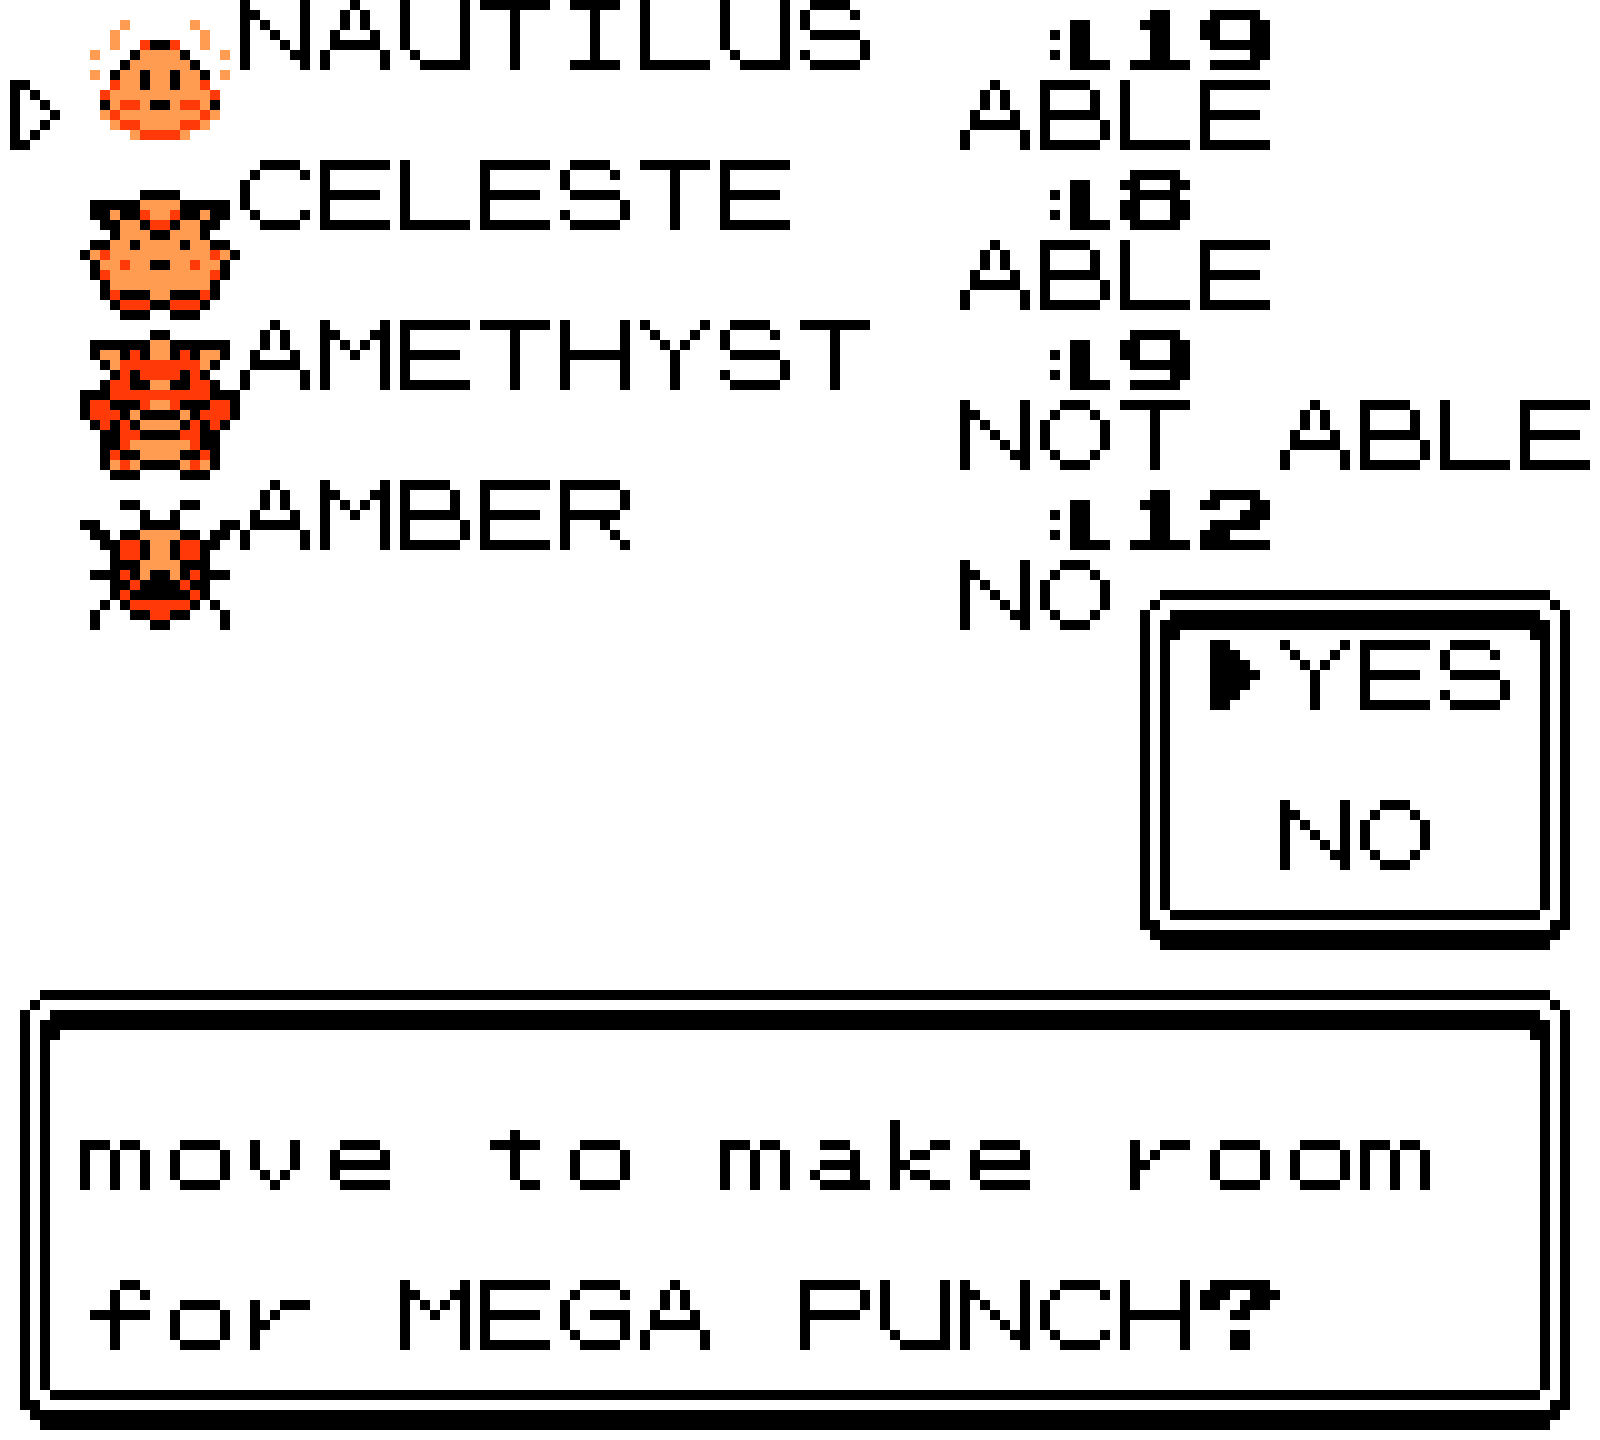 NAUTILUS :L19
ABLE
CELESTE :L8
ABLE
AMETHYST :L9
NOT ABLE
AMBER :L12
NO
YES
NO
move to make room
for MEGA PUNCH?